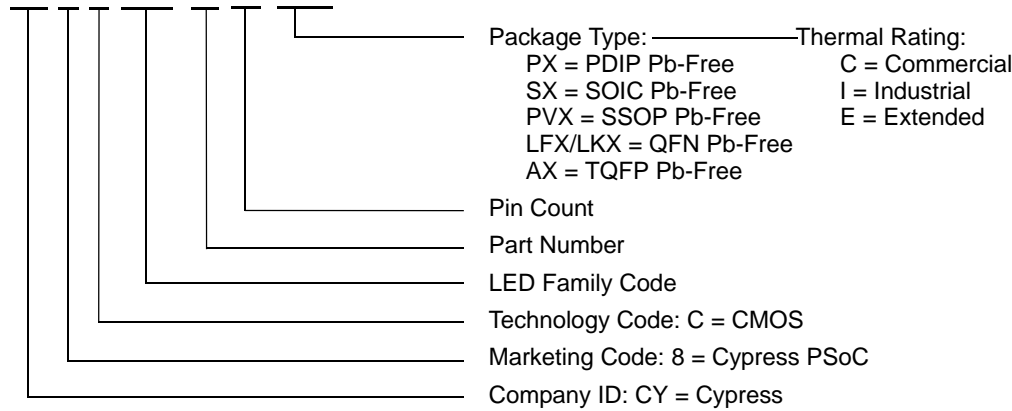 Package Type: Thermal Rating:
PX = PDIP Pb-Free C = Commercial
SX = SOIC Pb-Free I = Industrial
PVX = SSOP Pb-Free E = Extended
LFX/LKX = QFN Pb-Free
AX = TQFP Pb-Free
Pin Count
Part Number
LED Family Code
Technology Code: C = CMOS
Marketing Code: 8 = Cypress PSoC
Company ID: CY = Cypress